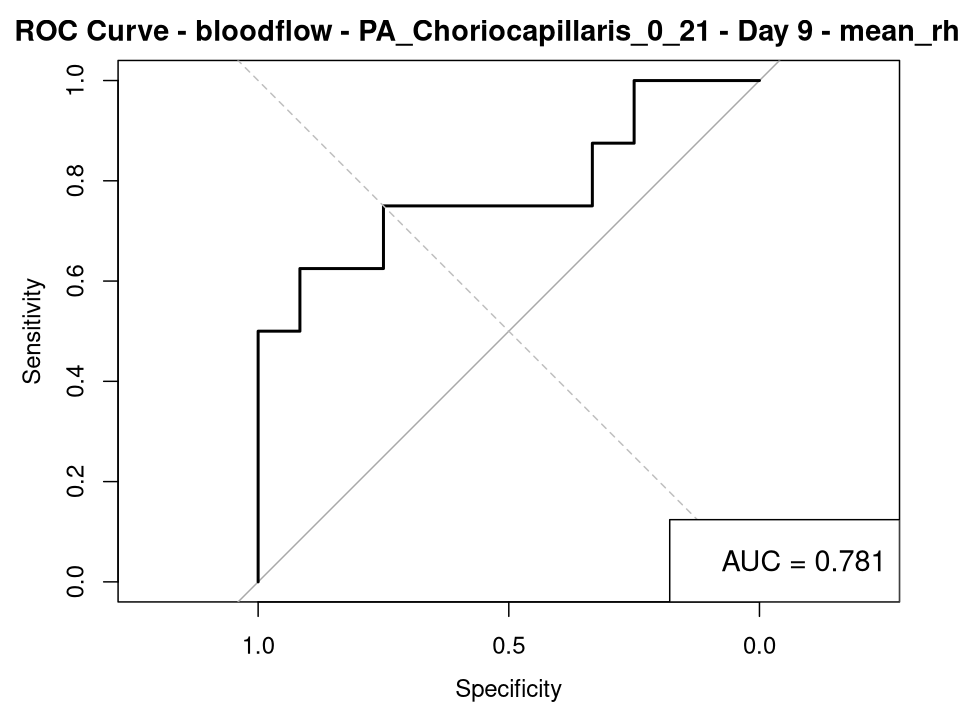 ROC Curve - bloodflow - PA_Choriocapillaris_0_21 - Day 9 - mean_rh
Sensitivity
1.0
0.8
0.6
0.4
0.2
0.0
AUC = 0.781
1.0 0.5 0.0
Specificity